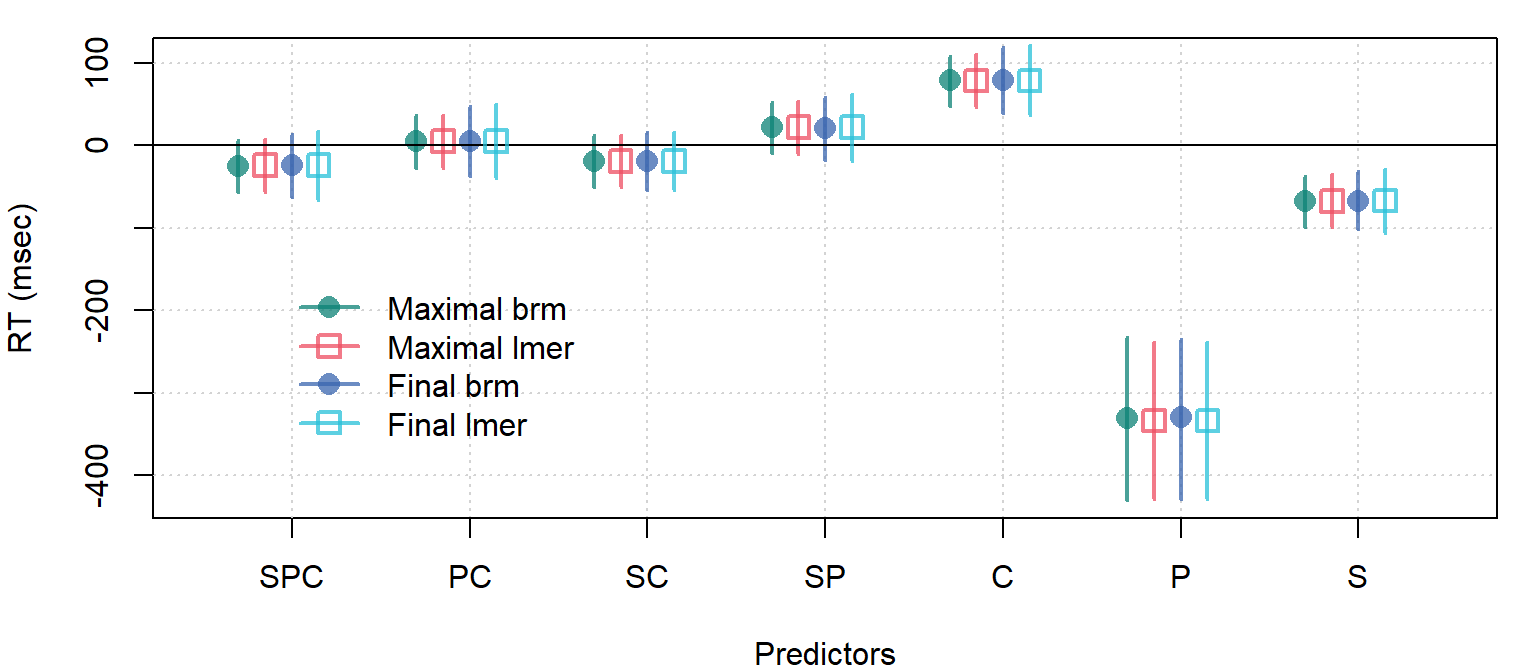 100
0
-200
-400
RT (msec)
Maximal brm
Maximal lmer
Final brm
Final lmer
SPC PC SC SP C P S
Predictors